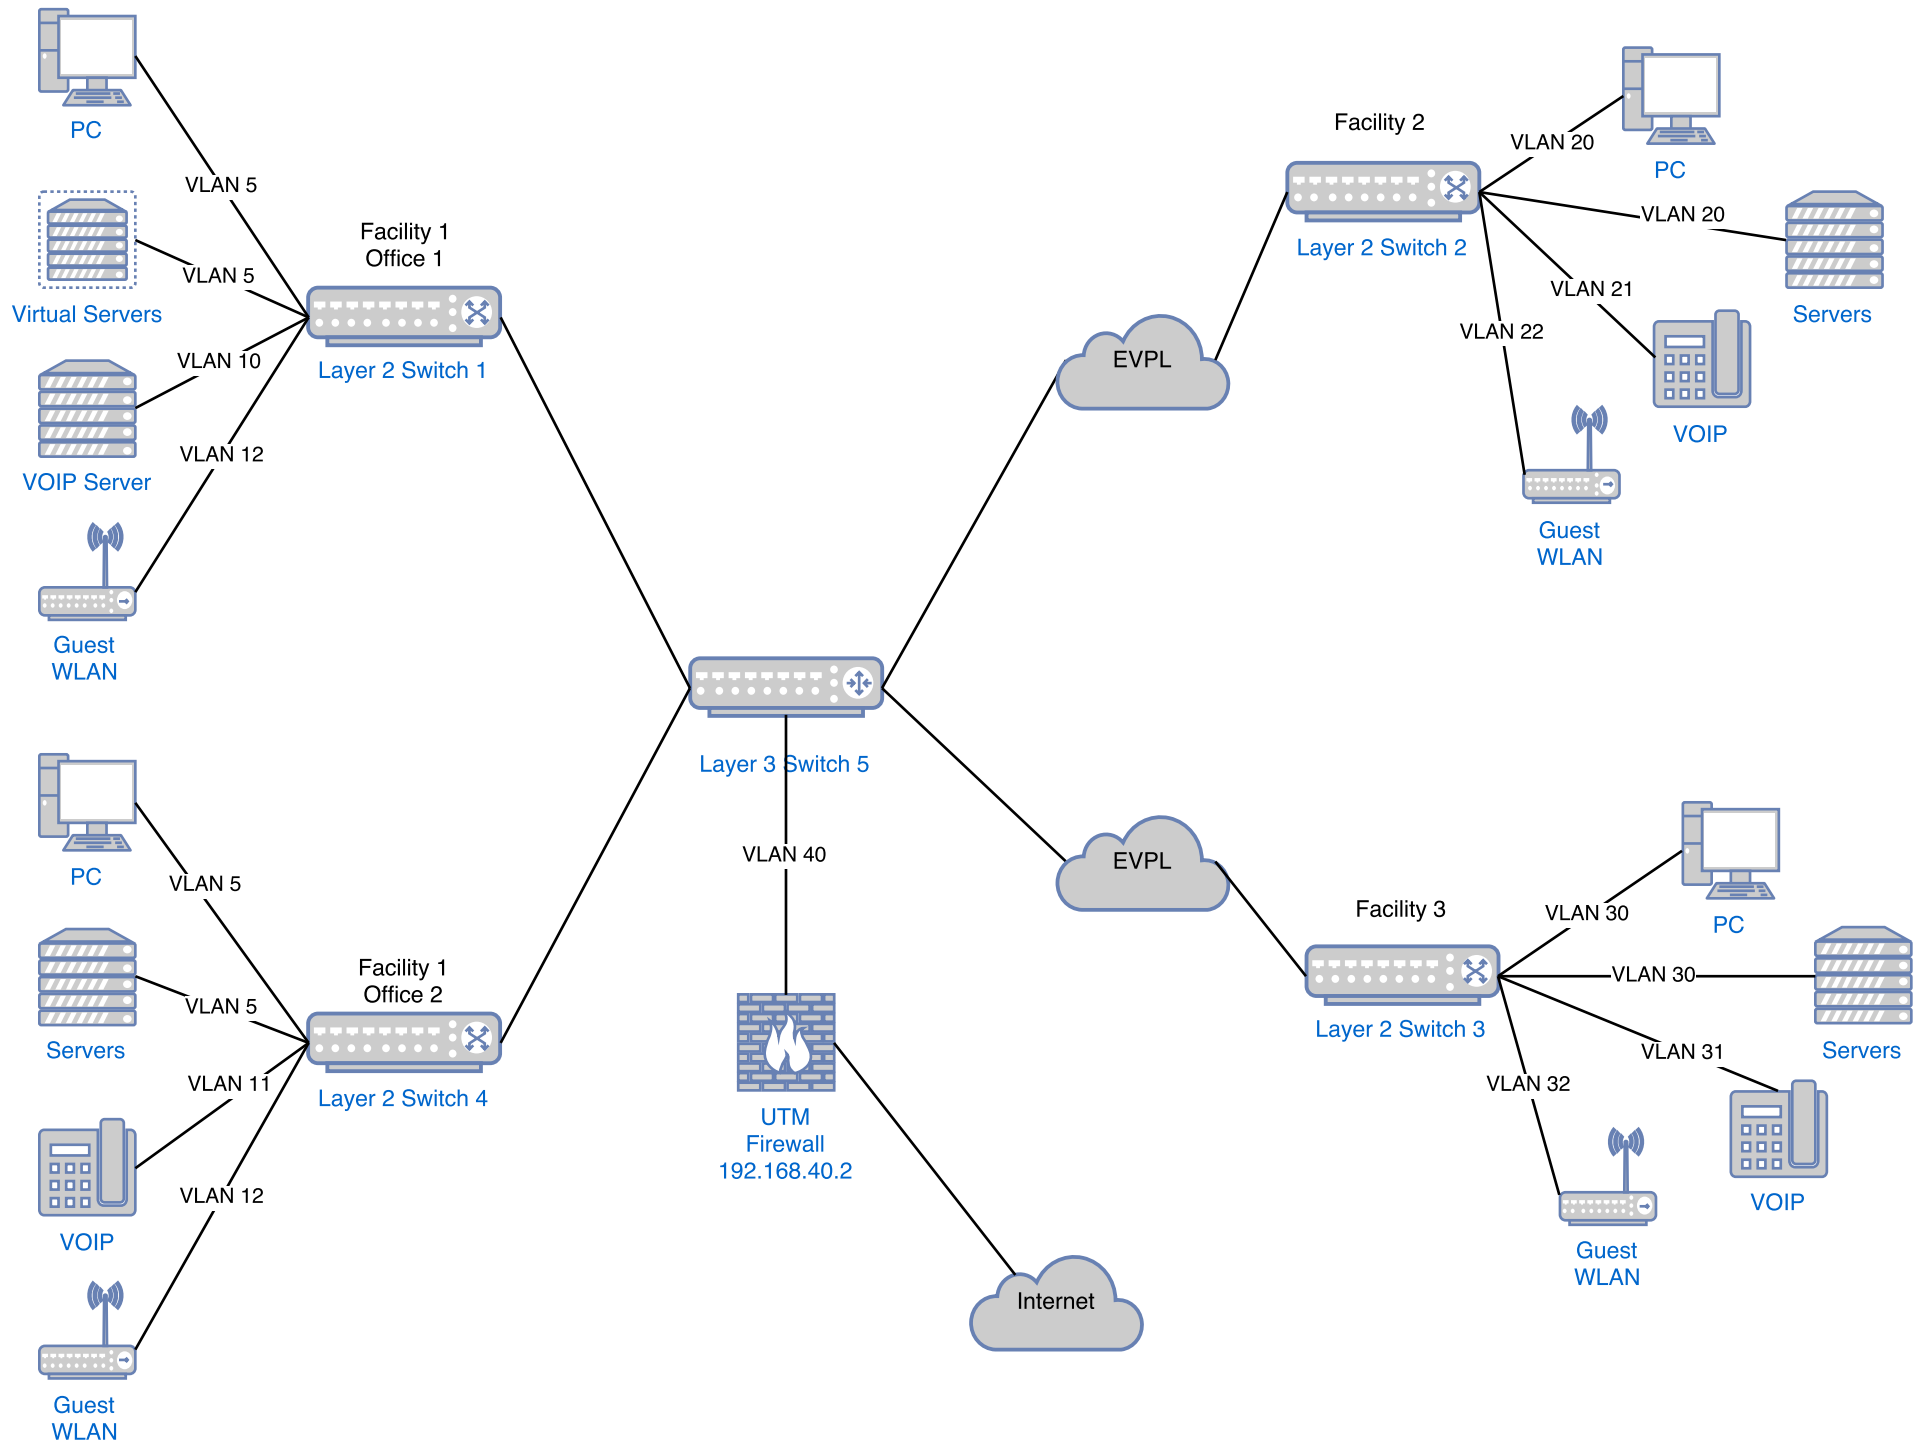 PC
VLAN 5
Virtual Servers
VLAN 5
VOIP Server
VLAN 10
Guest
WLAN
VLAN 12
Facility 1
Office 1
Layer 2 Switch 1
PC
VLAN 5
Servers
VLAN 5
VOIP
VLAN 11
Guest
WLAN
VLAN 12
Facility 1
Office 2
Layer 2 Switch 4
Layer 3 Switch 5
VLAN 40
UTM
Firewall
192.168.40.2
Internet
EVPL
Facility 2
Layer 2 Switch 2
VLAN 20
PC
VLAN 20
Servers
VLAN 21
VOIP
VLAN 22
Guest
WLAN
EVPL
Facility 3
Layer 2 Switch 3
VLAN 30
PC
VLAN 30
Servers
VLAN 31
VOIP
VLAN 32
Guest
WLAN